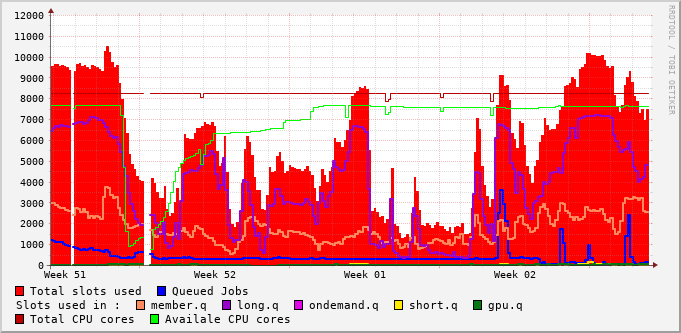 12000
11000
10000
9000
8000
7000
6000
5000
4000
3000
2000
1000
0
Week 51 Week 52 Week 01 Week 02
Total slots used Queued Jobs
Slots used in : member.q long.q ondemand.q short.q gpu.q
Total CPU cores Availale CPU cores
RRDTOOL / TOBI OETIKER